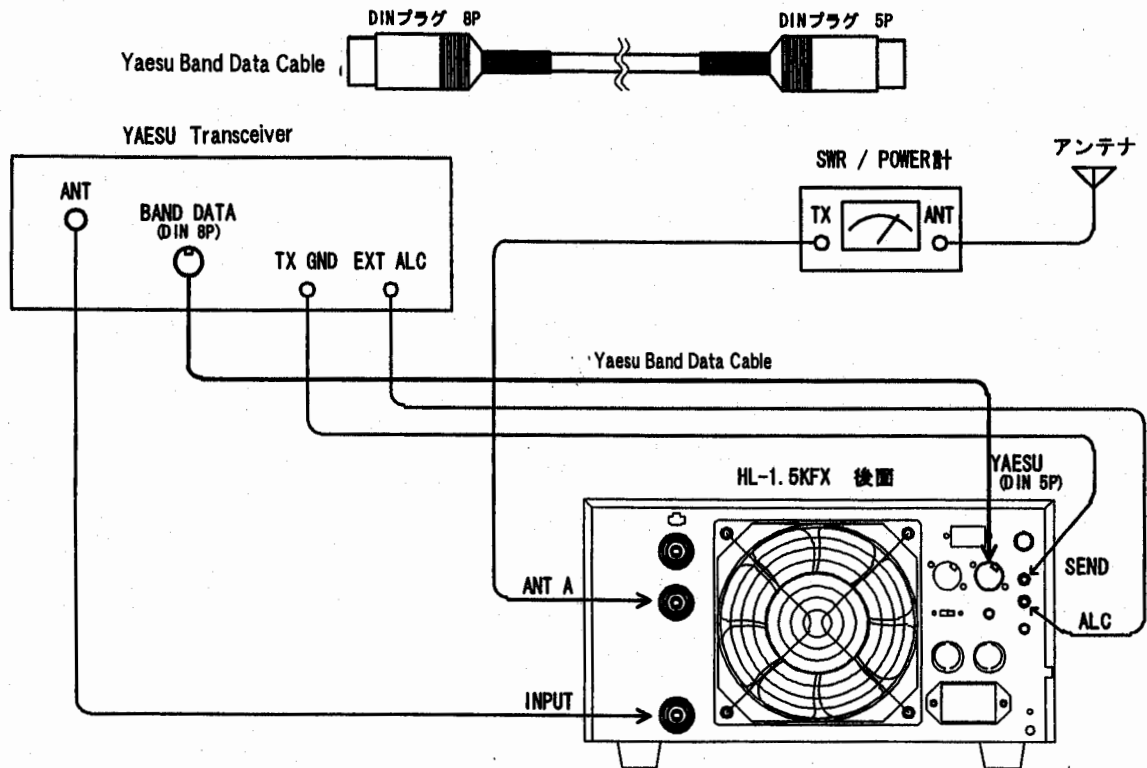 DINプラグ 8P
DINプラグ 5P
Yaesu Band Data Cable
YAESU Transceiver
ANT
BAND DATA
(DIN 8P)
TX GND
EXT ALC
SWR / POWER計
TX
ANT
アンテナ
Yaesu Band Data Cable
HL-1.5KFX 後面
YAESU
(DIN 5P)
SEND
ALC
ANT A
INPUT